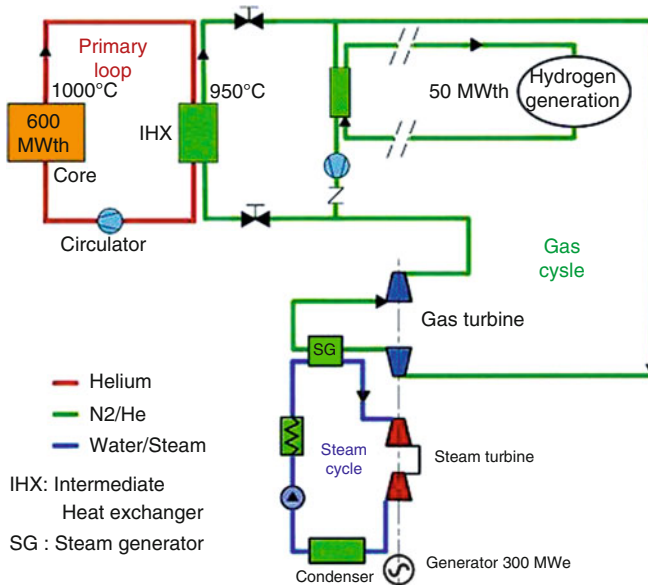 Primary
loop
1000°C
950°C
600
MWth
IHX
Core
Circulator
50 MWth
Hydrogen
generation
Gas
cysle
Gas turbine
SG
Helium
N2/He
Water/Steam
IHX: Intermediate
Heat exchanger
SG : Steam generator
Steam
cycle
Steam turbine
Condenser
Generator 300 MWe